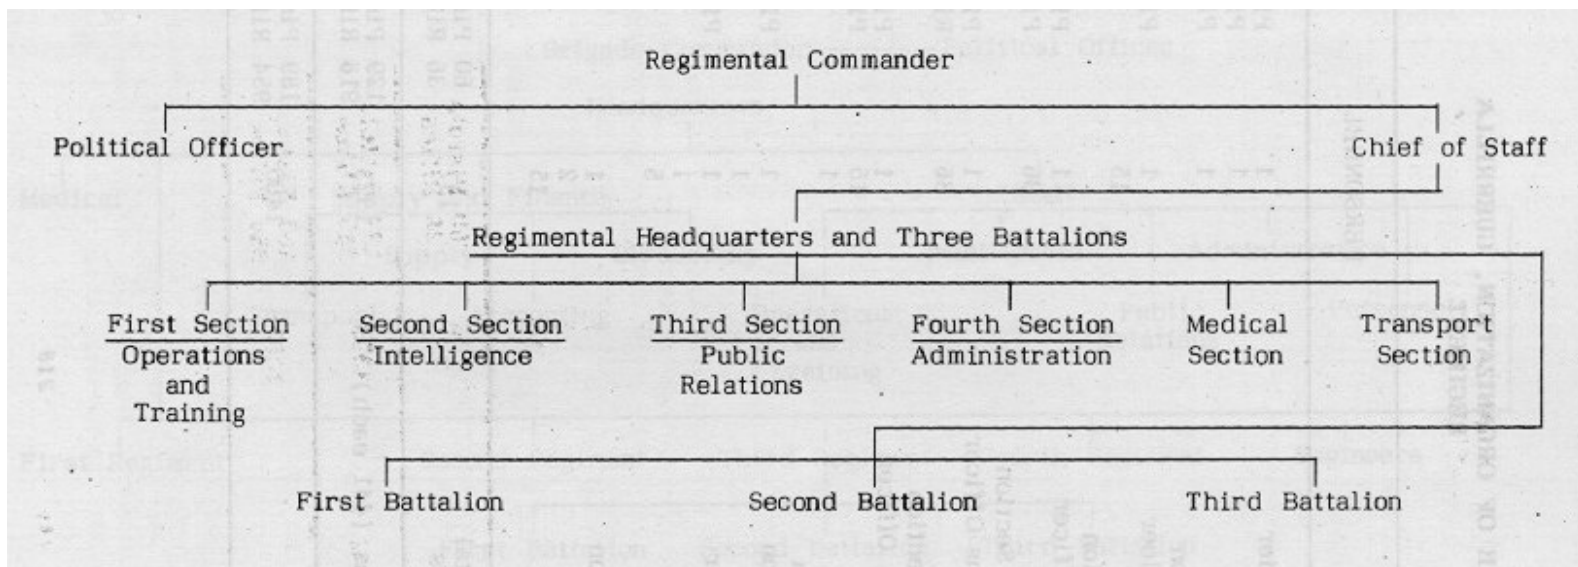 Regimental Commander
Political Officer
Chief of Staff
Regimental Headquarters and Three Battalions
First Section
Operations
and
Training
Second Section
Intelligence
Third Section
Public
Relations
Fourth Section
Administration
Medical
Section
Transport
Section
First Battalion
Second Battalion
Third Battalion